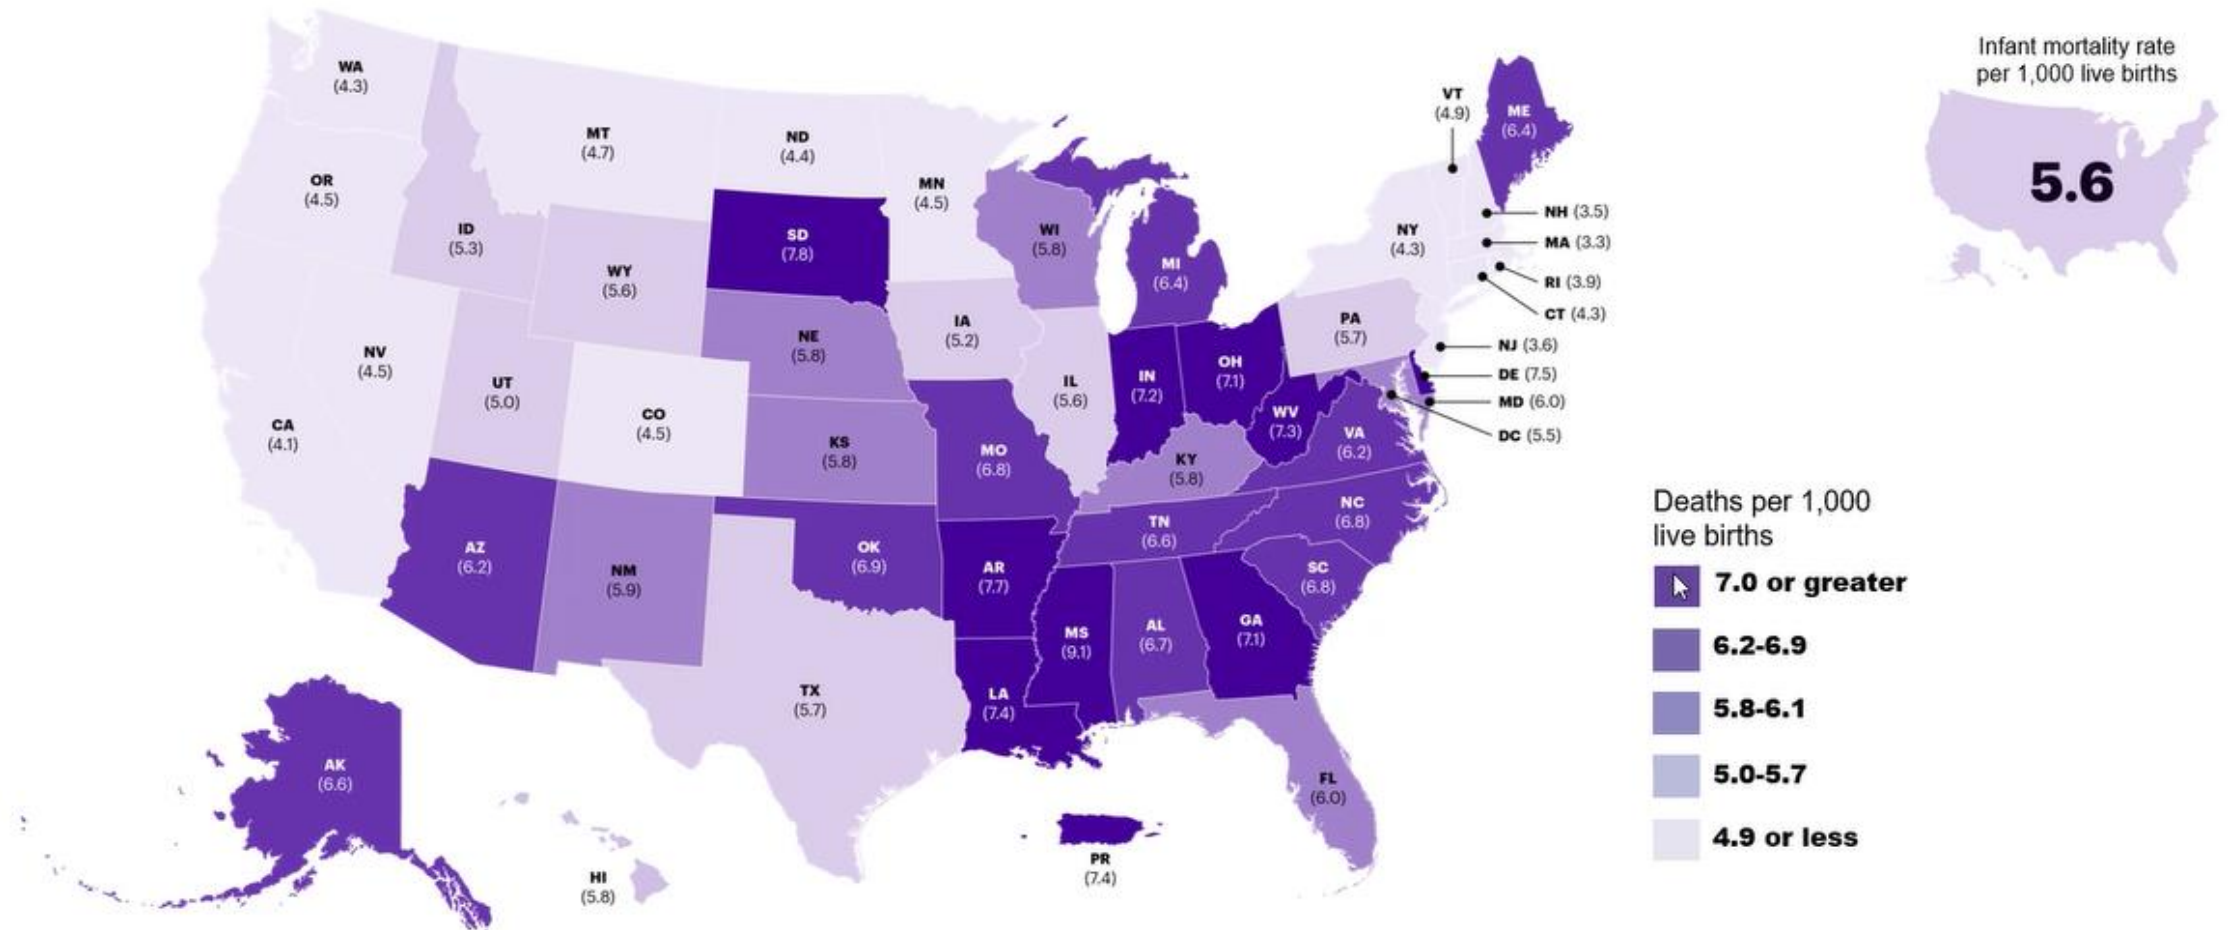 WA
(4.3)
OR
(4.5)
CA
(4.1)
NV
(4.5)
ID
(5.3)
MT
(4.7)
WY
(5.6)
UT
(5.0)
CO
(4.5)
AZ
(6.2)
NM
(5.9)
ND
(4.4)
SD
(7.8)
NE
(5.8)
KS
(5.8)
OK
(6.9)
TX
(5.7)
MN
(4.5)
IA
(5.2)
MO
(6.8)
AR
(7.7)
LA
(7.4)
WI
(5.8)
IL
(5.6)
MI
(6.4)
IN
(7.2)
OH
(7.1)
KY
(5.8)
TN
(6.6)
MS
(9.1)
AL
(6.7)
GA
(7.1)
FL
(6.0)
SC
(6.8)
NC
(6.8)
VA
(6.2)
WV
(7.3)
PA
(5.7)
NY
(4.3)
VT
(4.9)
ME
(6.4)
NH (3.5)
MA (3.3)
RI (3.9)
CT (4.3)
NJ (3.6)
DE (7.5)
MD (6.0)
DC (5.5)
AK
(6.6)
HI
(5.8)
PR
(7.4)
Infant mortality rate
per 1,000 live births
5.6
Deaths per 1,000
live births
7.0 or greater
6.2-6.9
5.8-6.1
5.0-5.7
4.9 or less